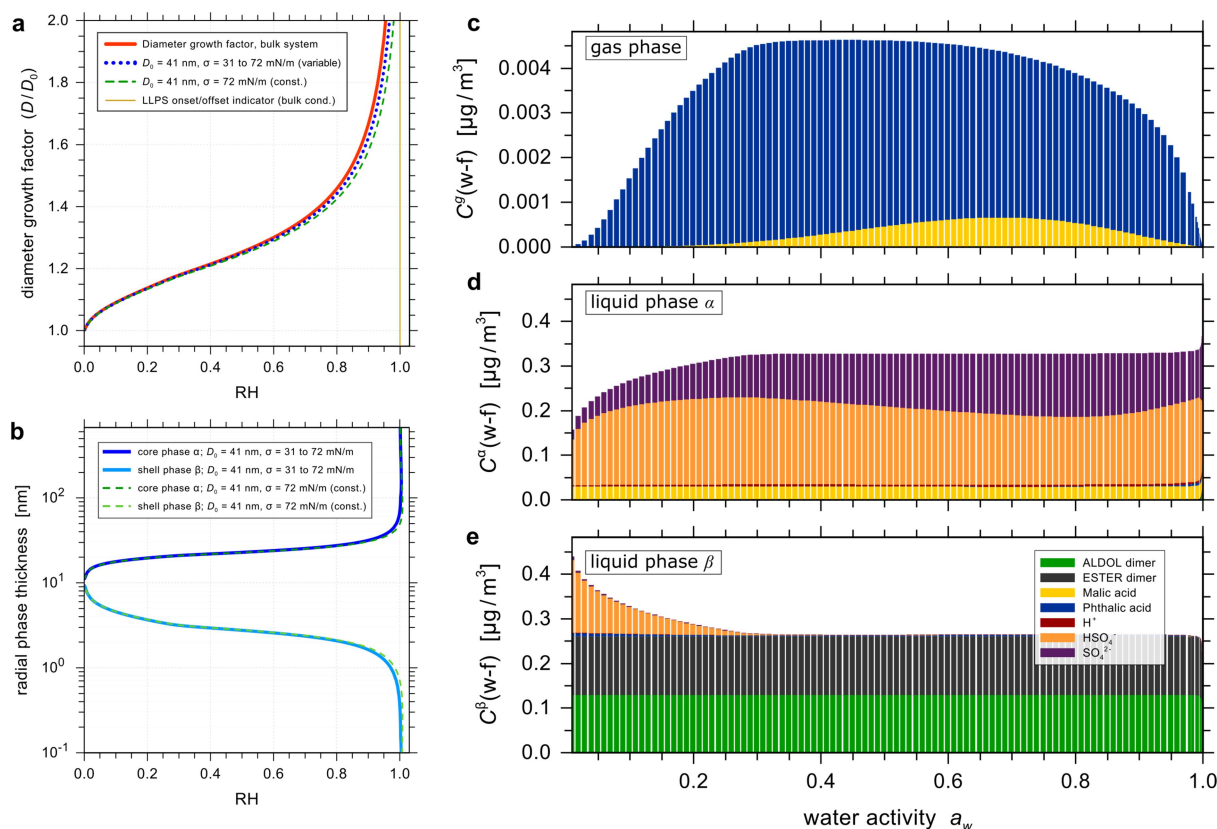 a
2.0
1.8
1.6
1.4
1.2
1.0
diameter growth factor (D/D₀)
Diameter growth factor, bulk system
D₀ = 41 nm, σ = 31 to 72 mN/m (variable)
D₀ = 41 nm, σ = 72 mN/m (const.)
LLPS onset/offset indicator (bulk cond.)
0.0 0.2 0.4 0.6 0.8 1.0
RH
b
10²
10¹
10⁰
10⁻¹
radial phase thickness [nm]
core phase α; D₀ = 41 nm, σ = 31 to 72 mN/m
shell phase β; D₀ = 41 nm, σ = 31 to 72 mN/m
core phase α; D₀ = 41 nm, σ = 72 mN/m (const.)
shell phase β; D₀ = 41 nm, σ = 72 mN/m (const.)
0.0 0.2 0.4 0.6 0.8 1.0
RH
c
gas phase
0.004
0.003
0.002
0.001
0.000
Cᵍ(w-f) [µg/m³]
d
liquid phase α
0.4
0.3
0.2
0.1
0.0
Cᵅ(w-f) [µg/m³]
e
liquid phase β
0.4
0.3
0.2
0.1
0.0
Cᵝ(w-f) [µg/m³]
ALDOL dimer
ESTER dimer
Malic acid
Phthalic acid
H⁺
HSO₄⁻
SO₄²⁻
0.2 0.4 0.6 0.8 1.0
water activity a_w